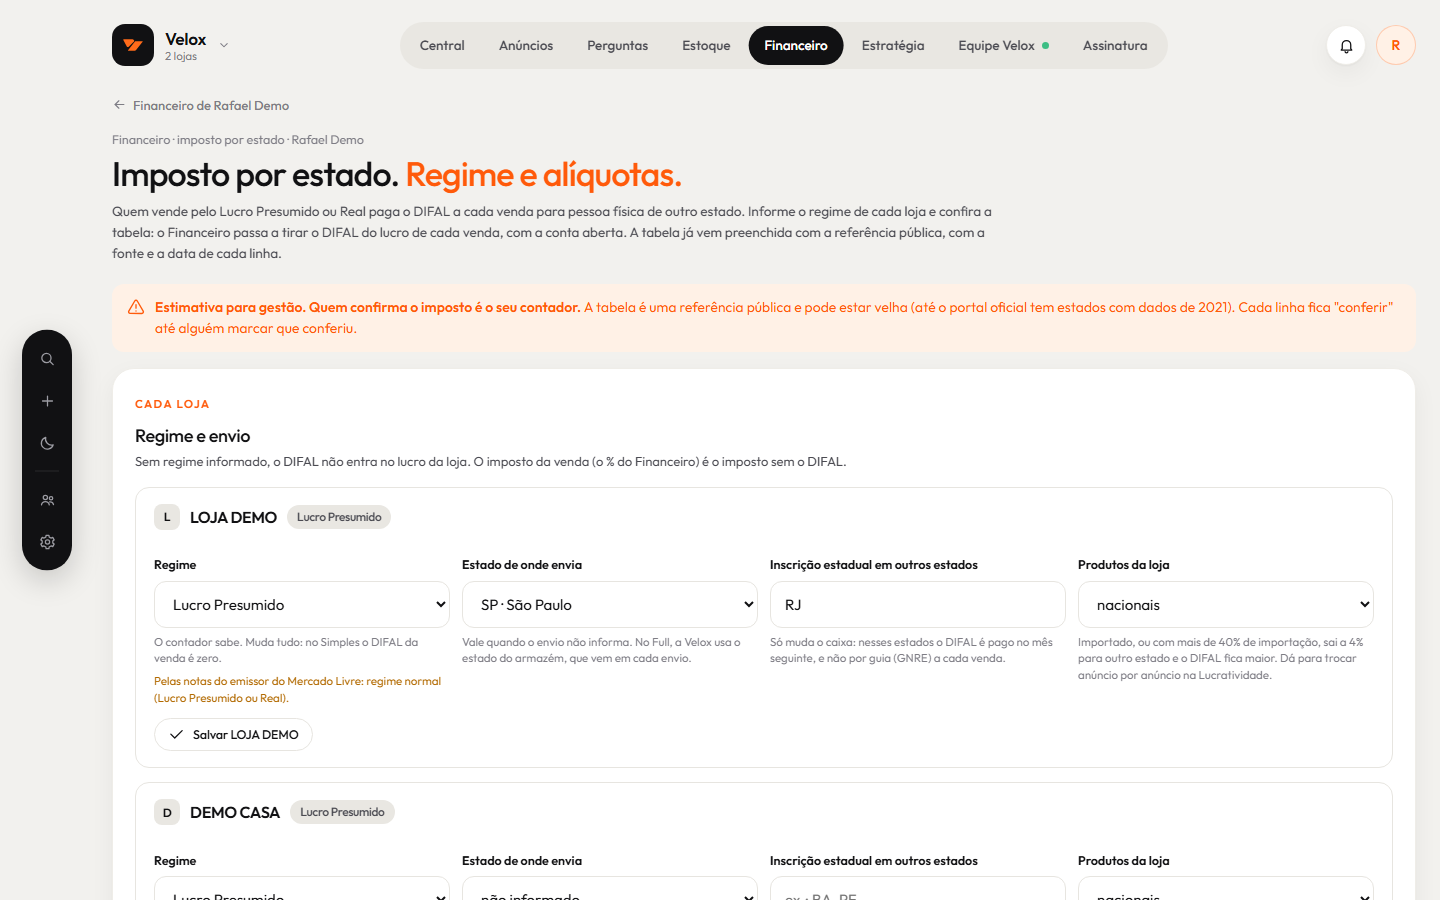 Velox
2 lojas
Central
Anúncios
Perguntas
Estoque
Financeiro
Estratégia
Equipe Velox
Assinatura
R
Financeiro de Rafael Demo
Financeiro · imposto por estado · Rafael Demo
Imposto por estado. Regime e alíquotas.
Quem vende pelo Lucro Presumido ou Real paga o DIFAL a cada venda para pessoa física de outro estado. Informe o regime de cada loja e confira a
tabela: o Financeiro passa a tirar o DIFAL do lucro de cada venda, com a conta aberta. A tabela já vem preenchida com a referência pública, com a
fonte e a data de cada linha.
Estimativa para gestão. Quem confirma o imposto é o seu contador. A tabela é uma referência pública e pode estar velha (até o portal oficial tem estados com dados de 2021). Cada linha fica "conferir"
até alguém marcar que conferiu.
CADA LOJA
Regime e envio
Sem regime informado, o DIFAL não entra no lucro da loja. O imposto da venda (o % do Financeiro) é o imposto sem o DIFAL.
L
LOJA DEMO
Lucro Presumido
Regime
Estado de onde envia
Inscrição estadual em outros estados
Produtos da loja
Lucro Presumido
SP · São Paulo
RJ
nacionais
O contador sabe. Muda tudo: no Simples o DIFAL da
venda é zero.
Pelas notas do emissor do Mercado Livre: regime normal
(Lucro Presumido ou Real).
Vale quando o envio não informa. No Full, a Velox usa o
estado do armazém, que vem em cada envio.
Só muda o caixa: nesses estados o DIFAL é pago no mês
seguinte, e não por guia (GNRE) a cada venda.
Importado, ou com mais de 40% de importação, sai a 4%
para outro estado e o DIFAL fica maior. Dá para trocar
anúncio por anúncio na Lucratividade.
Salvar LOJA DEMO
D
DEMO CASA
Lucro Presumido
Regime
Estado de onde envia
Inscrição estadual em outros estados
Produtos da loja
Lucro Presumido
não informado
ex.: BA, PE
nacionais